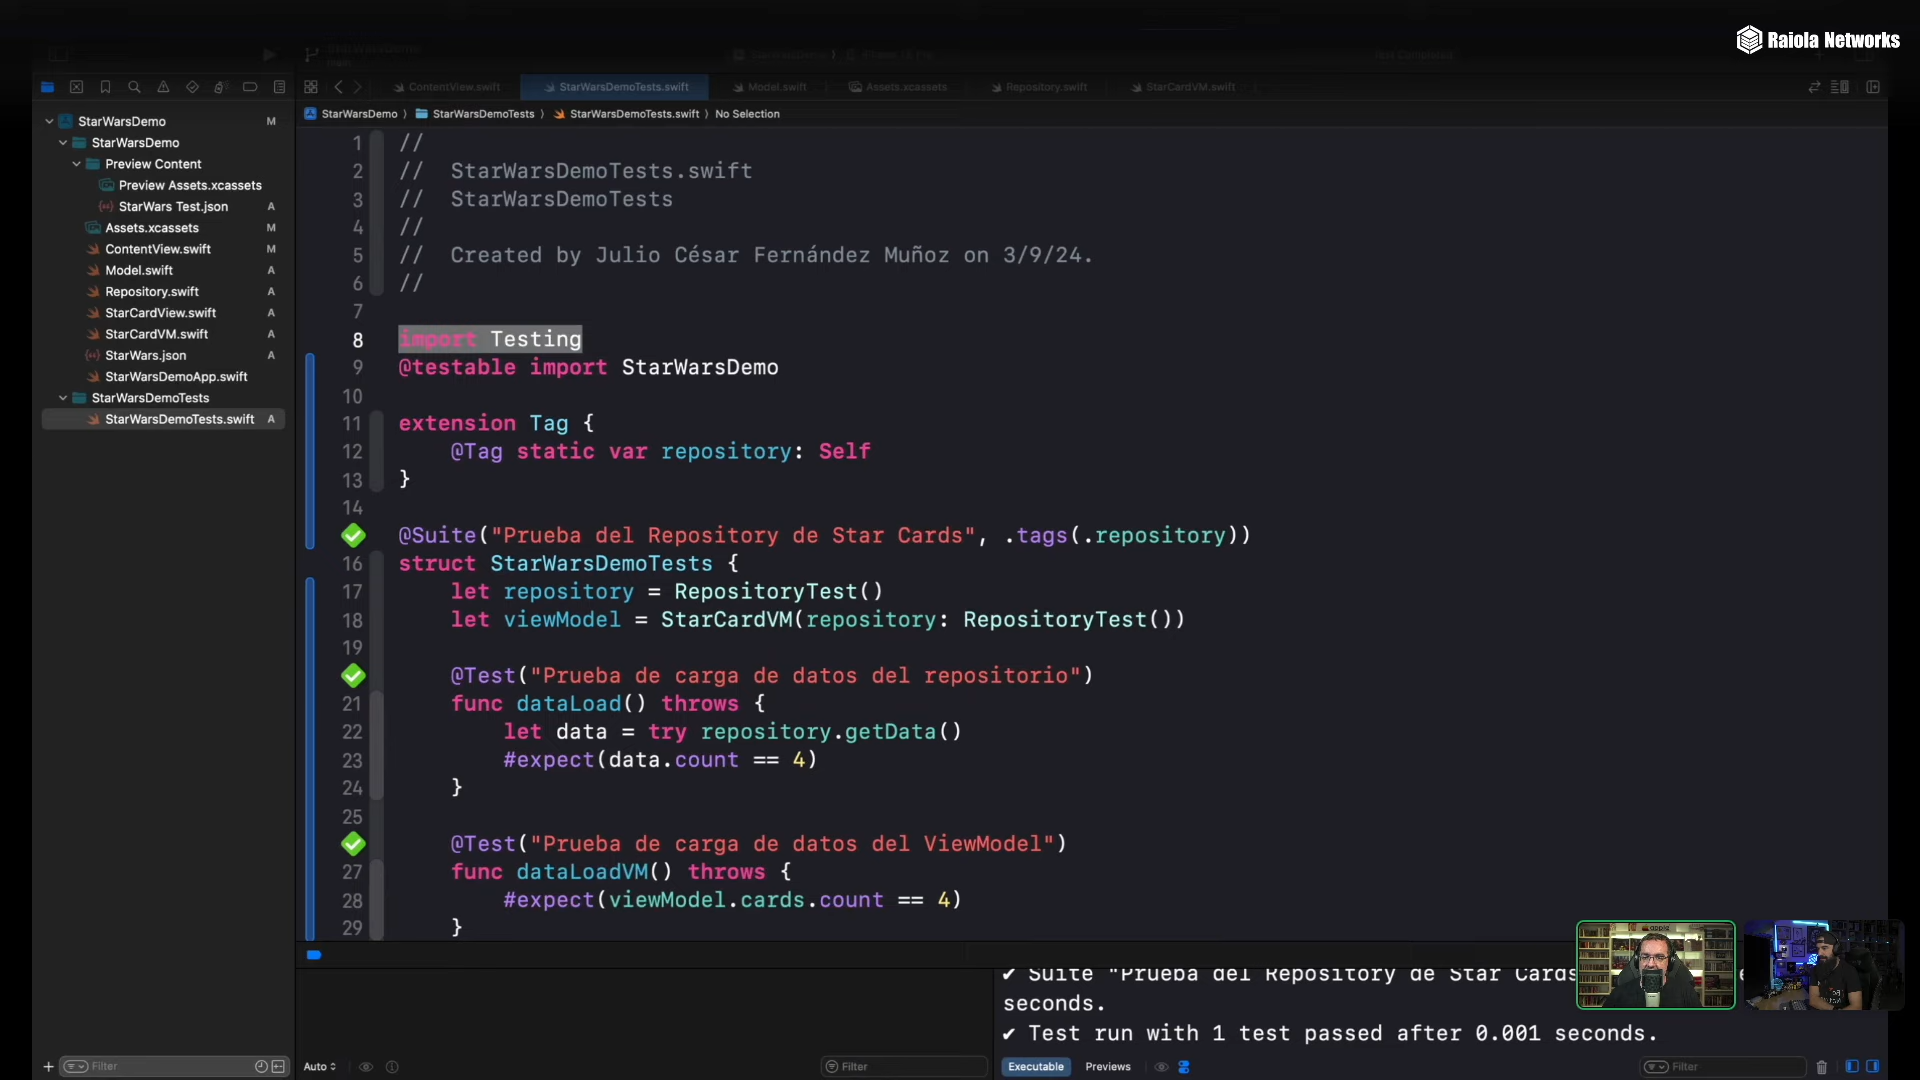 Raiola Networks
ContentView.swift
StarWarsDemoTests.swift
Model.swift
Assets.xcassets
Repository.swift
StarCardVM.swift
StarWarsDemo
StarWarsDemoTests
StarWarsDemoTests.swift
No Selection
StarWarsDemo M
StarWarsDemo
Preview Content
Preview Assets.xcassets
StarWars Test.json A
Assets.xcassets M
ContentView.swift M
Model.swift A
Repository.swift A
StarCardView.swift A
StarCardVM.swift A
StarWars.json A
StarWarsDemoApp.swift
StarWarsDemoTests
StarWarsDemoTests.swift A
1 //
2 // StarWarsDemoTests.swift
3 // StarWarsDemoTests
4 //
5 // Created by Julio César Fernández Muñoz on 3/9/24.
6 //
7
8 import Testing
9 @testable import StarWarsDemo
10
11 extension Tag {
12 @Tag static var repository: Self
13 }
14
@Suite("Prueba del Repository de Star Cards", .tags(.repository))
16 struct StarWarsDemoTests {
17 let repository = RepositoryTest()
18 let viewModel = StarCardVM(repository: RepositoryTest())
19
@Test("Prueba de carga de datos del repositorio")
21 func dataLoad() throws {
22 let data = try repository.getData()
23 #expect(data.count == 4)
24 }
25
@Test("Prueba de carga de datos del ViewModel")
27 func dataLoadVM() throws {
28 #expect(viewModel.cards.count == 4)
29 }
✔ Suite "Prueba del Repository de Star Cards
seconds.
✔ Test run with 1 test passed after 0.001 seconds.
Filter
Auto
Filter
Executable
Previews
Filter